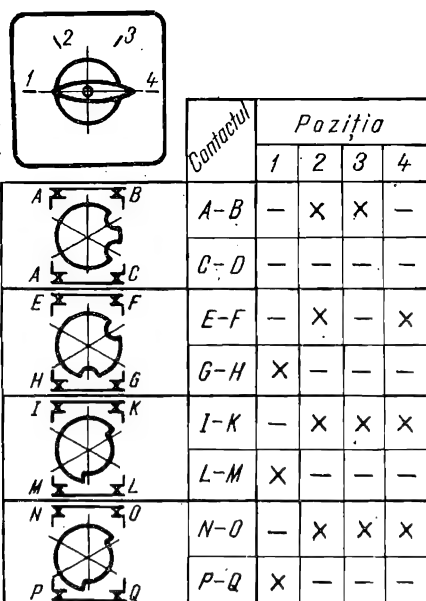 1 2 3 4
Contactul Poziția
1 2 3 4
A B
A-B — X X —
A C
C-D — — — —
E F
E-F — X — X
H G
G-H X — — —
I K
I-K — X X X
M L
L-M X — — —
N O
N-O — X X X
P Q
P-Q X — — —